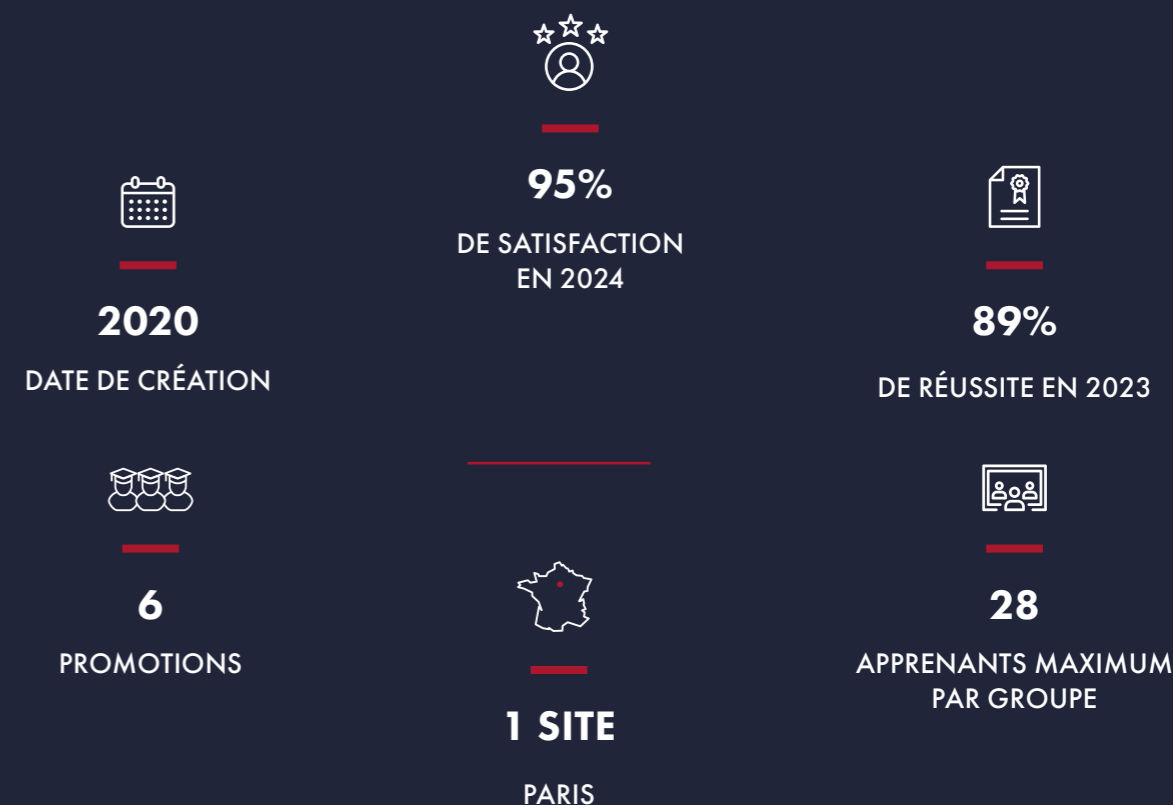 95%
DE SATISFACTION
EN 2024
2020
DATE DE CRÉATION
89%
DE RÉUSSITE EN 2023
6
PROMOTIONS
1 SITE
PARIS
28
APPRENANTS MAXIMUM
PAR GROUPE